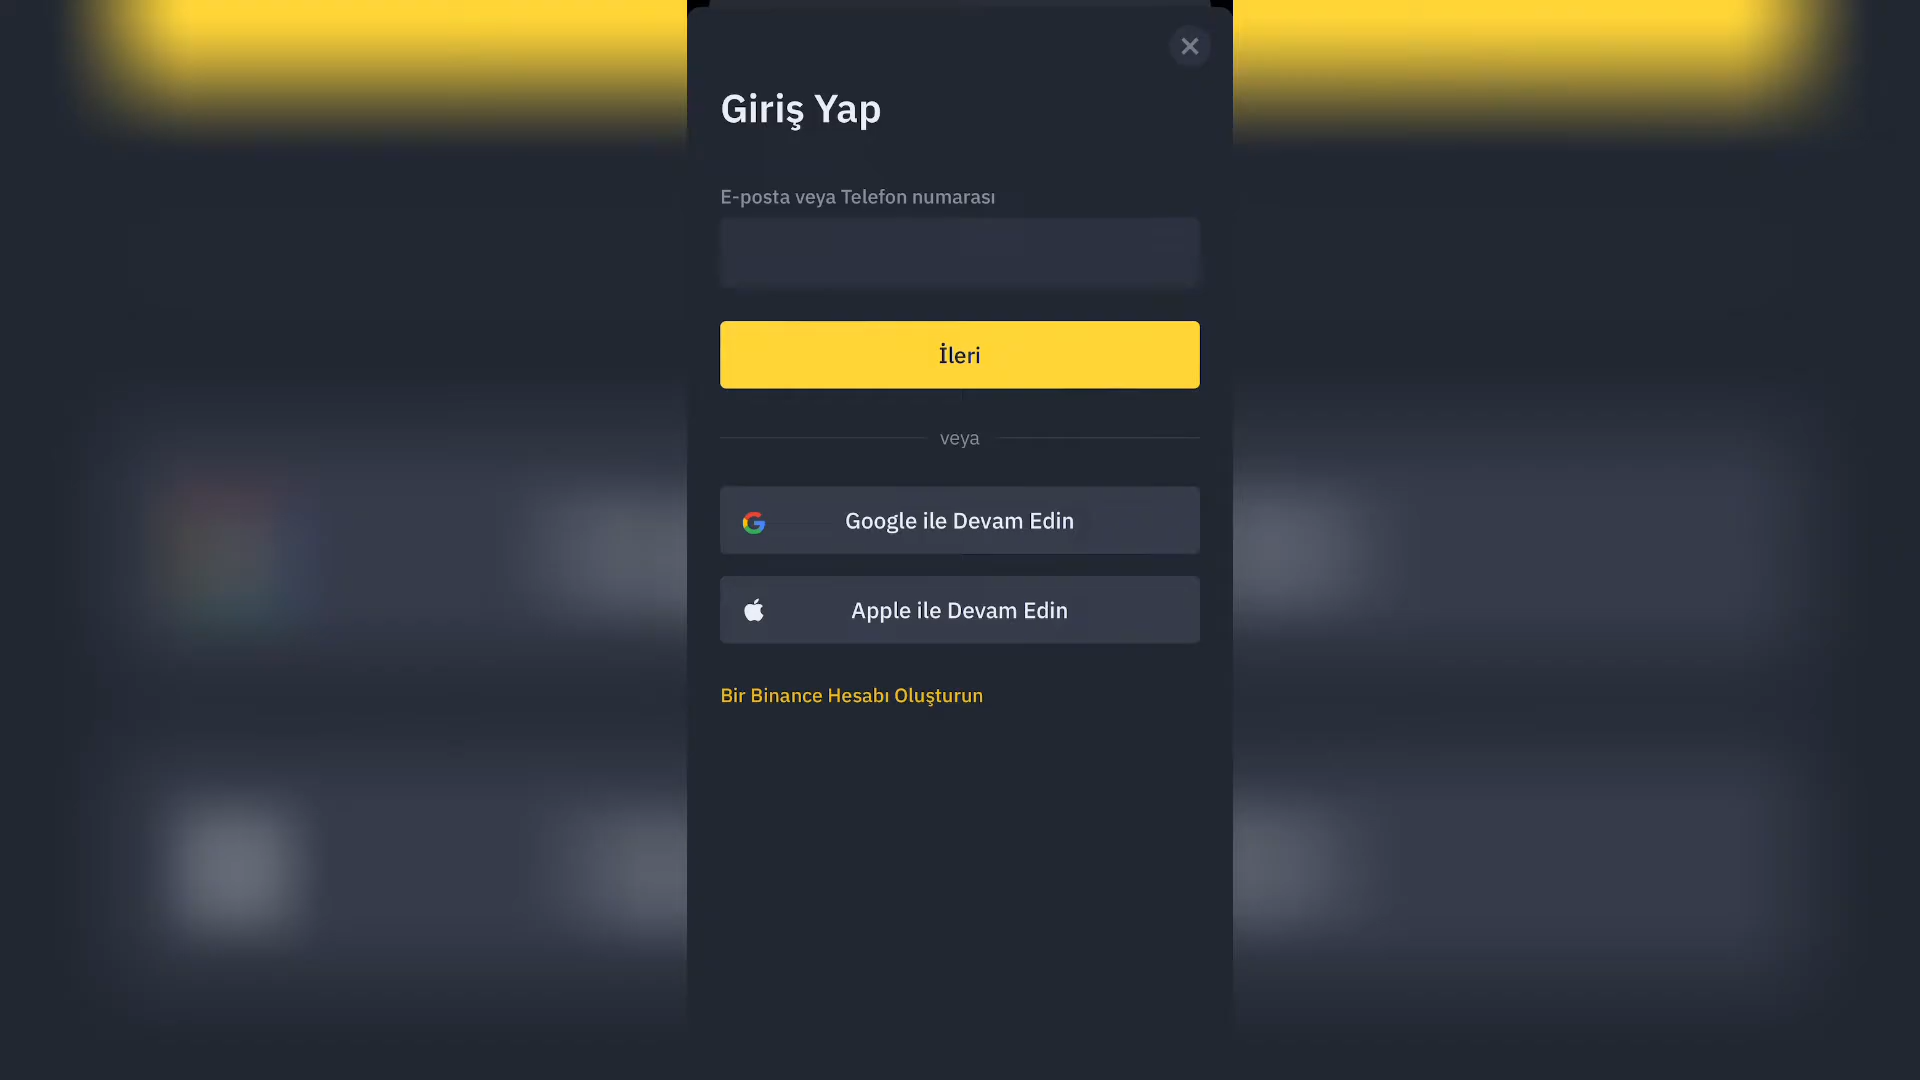 Giriş Yap
E-posta veya Telefon numarası
İleri
veya
Google ile Devam Edin
Apple ile Devam Edin
Bir Binance Hesabı Oluşturun